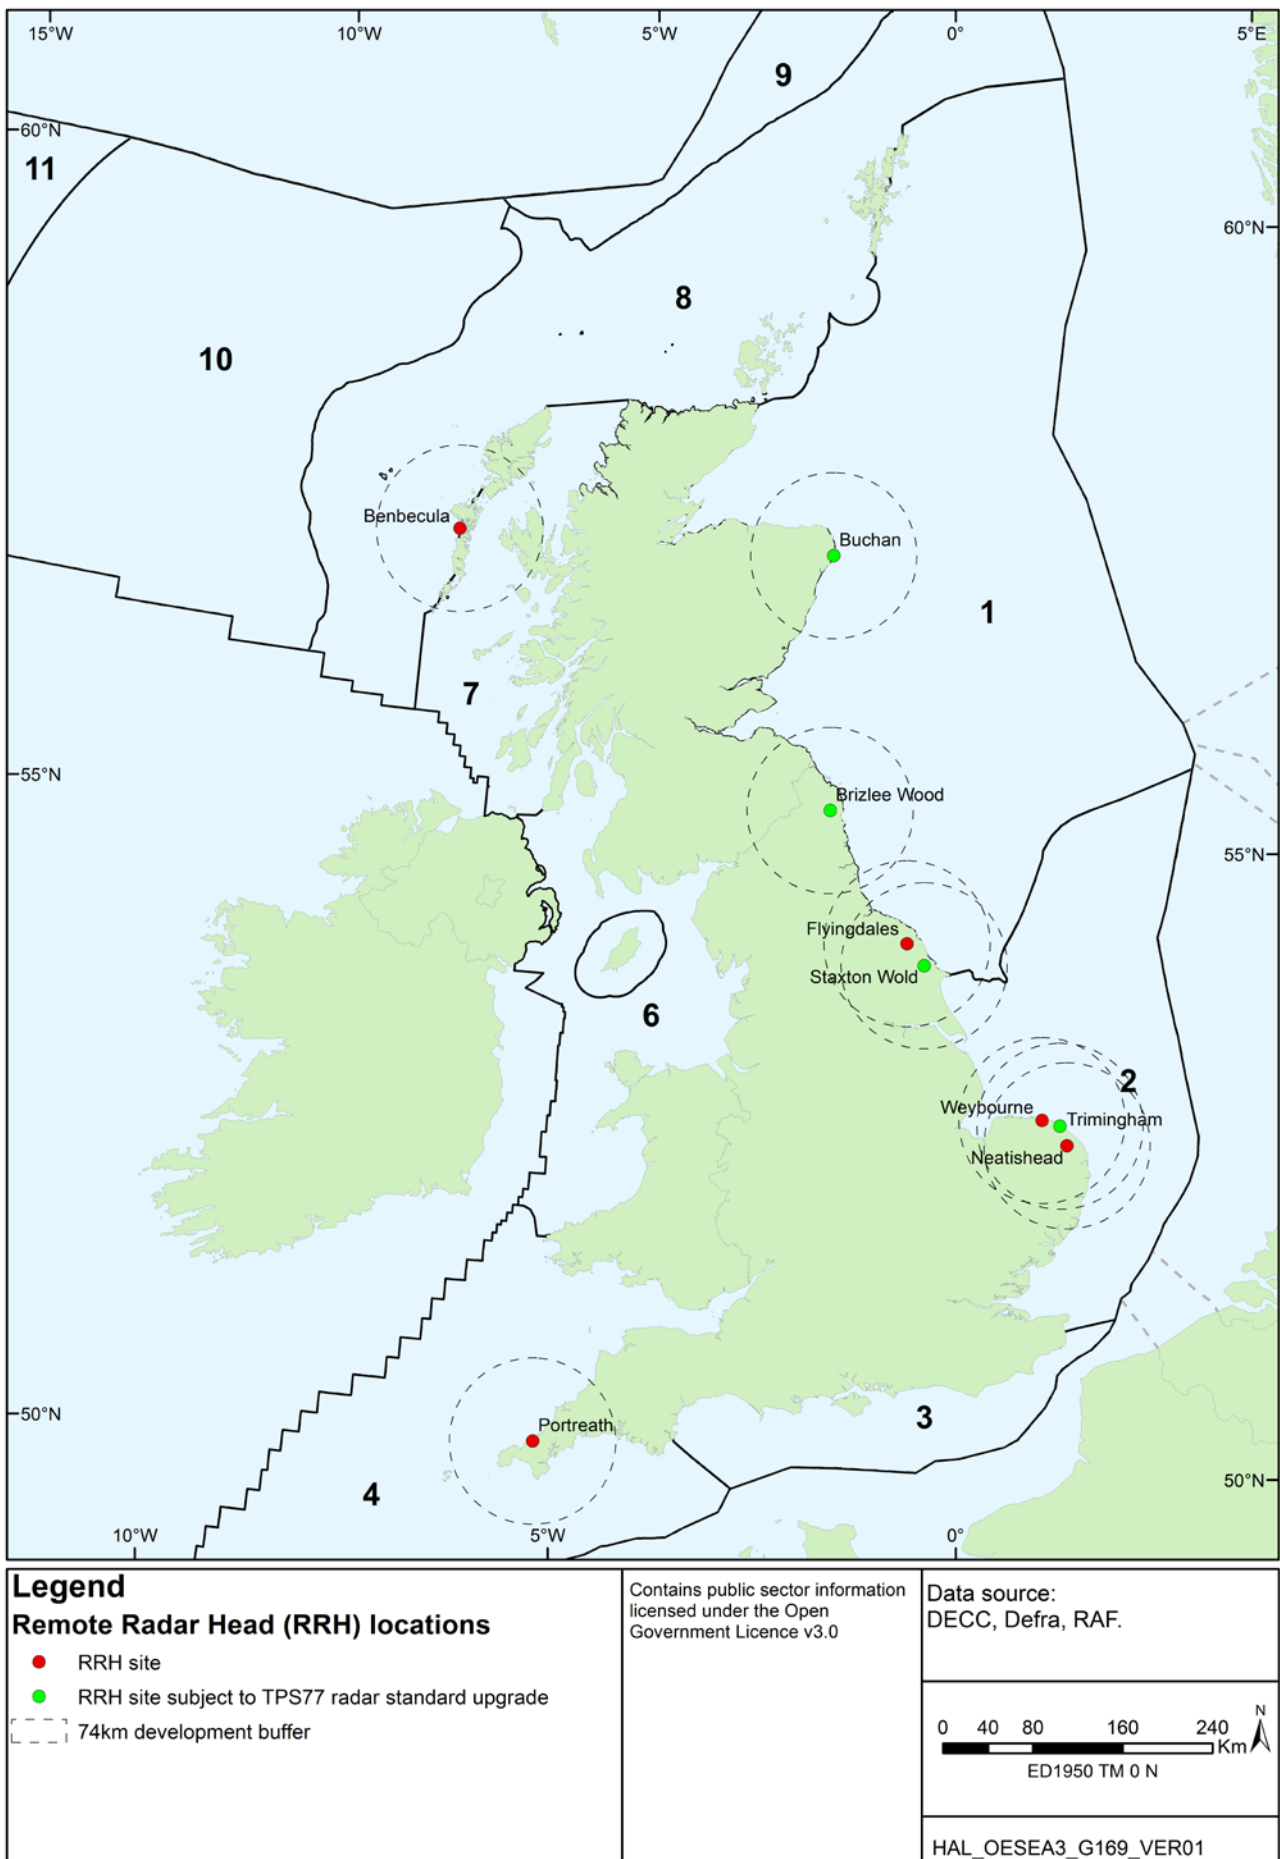 15°W
10°W
5°W
0°
5°E
9
60°N
11
60°N
8
10
Benbecula
Buchan
1
7
55°N
Brizlee Wood
55°N
Flyingdales
Staxton Wold
6
2
Weybourne
Trimingham
Neatishead
50°N
Portreath
3
50°N
4
10°W
5°W
0°
Legend
Remote Radar Head (RRH) locations
RRH site
RRH site subject to TPS77 radar standard upgrade
74km development buffer
Contains public sector information
licensed under the Open
Government Licence v3.0
Data source:
DECC, Defra, RAF.
0 40 80 160 240
Km
N
ED1950 TM 0 N
HAL_OESEA3_G169_VER01